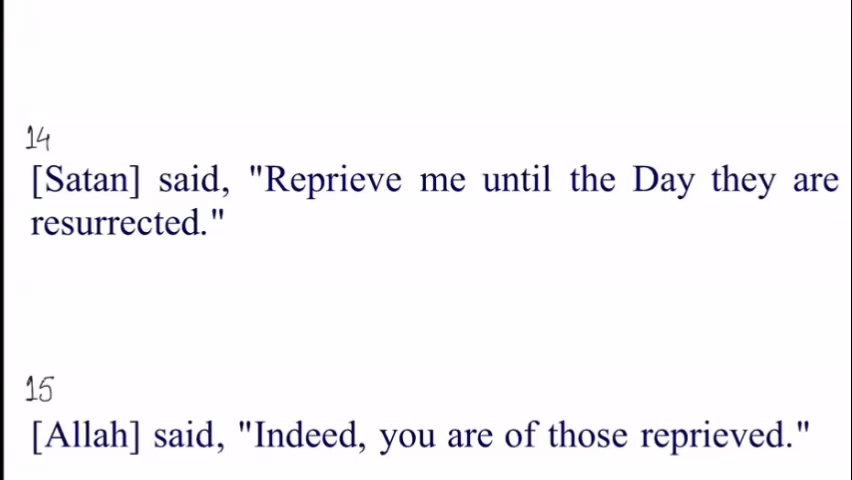 14
[Satan] said, "Reprieve me until the Day they are
resurrected."
15
[Allah] said, "Indeed, you are of those reprieved."